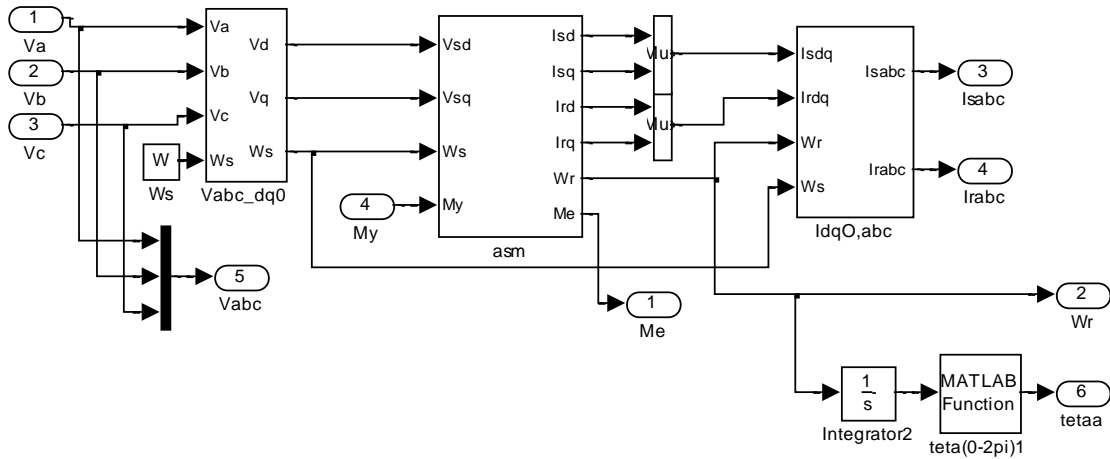 1
Va
2
Vb
3
Vc
W
Ws
Va
Vb
Vc
Ws
Vd
Vq
Ws
Vabc_dq0
5
Vabc
4
My
Vsd
Vsq
Ws
My
Isd
Isq
Ird
Irq
Wr
Me
asm
1
Me
Isdq
Irdq
Wr
Ws
Isabc
Irabc
IdqO,abc
3
Isabc
4
Irabc
2
Wr
1
s
Integrator2
MATLAB
Function
teta(0-2pi)1
6
tetaa